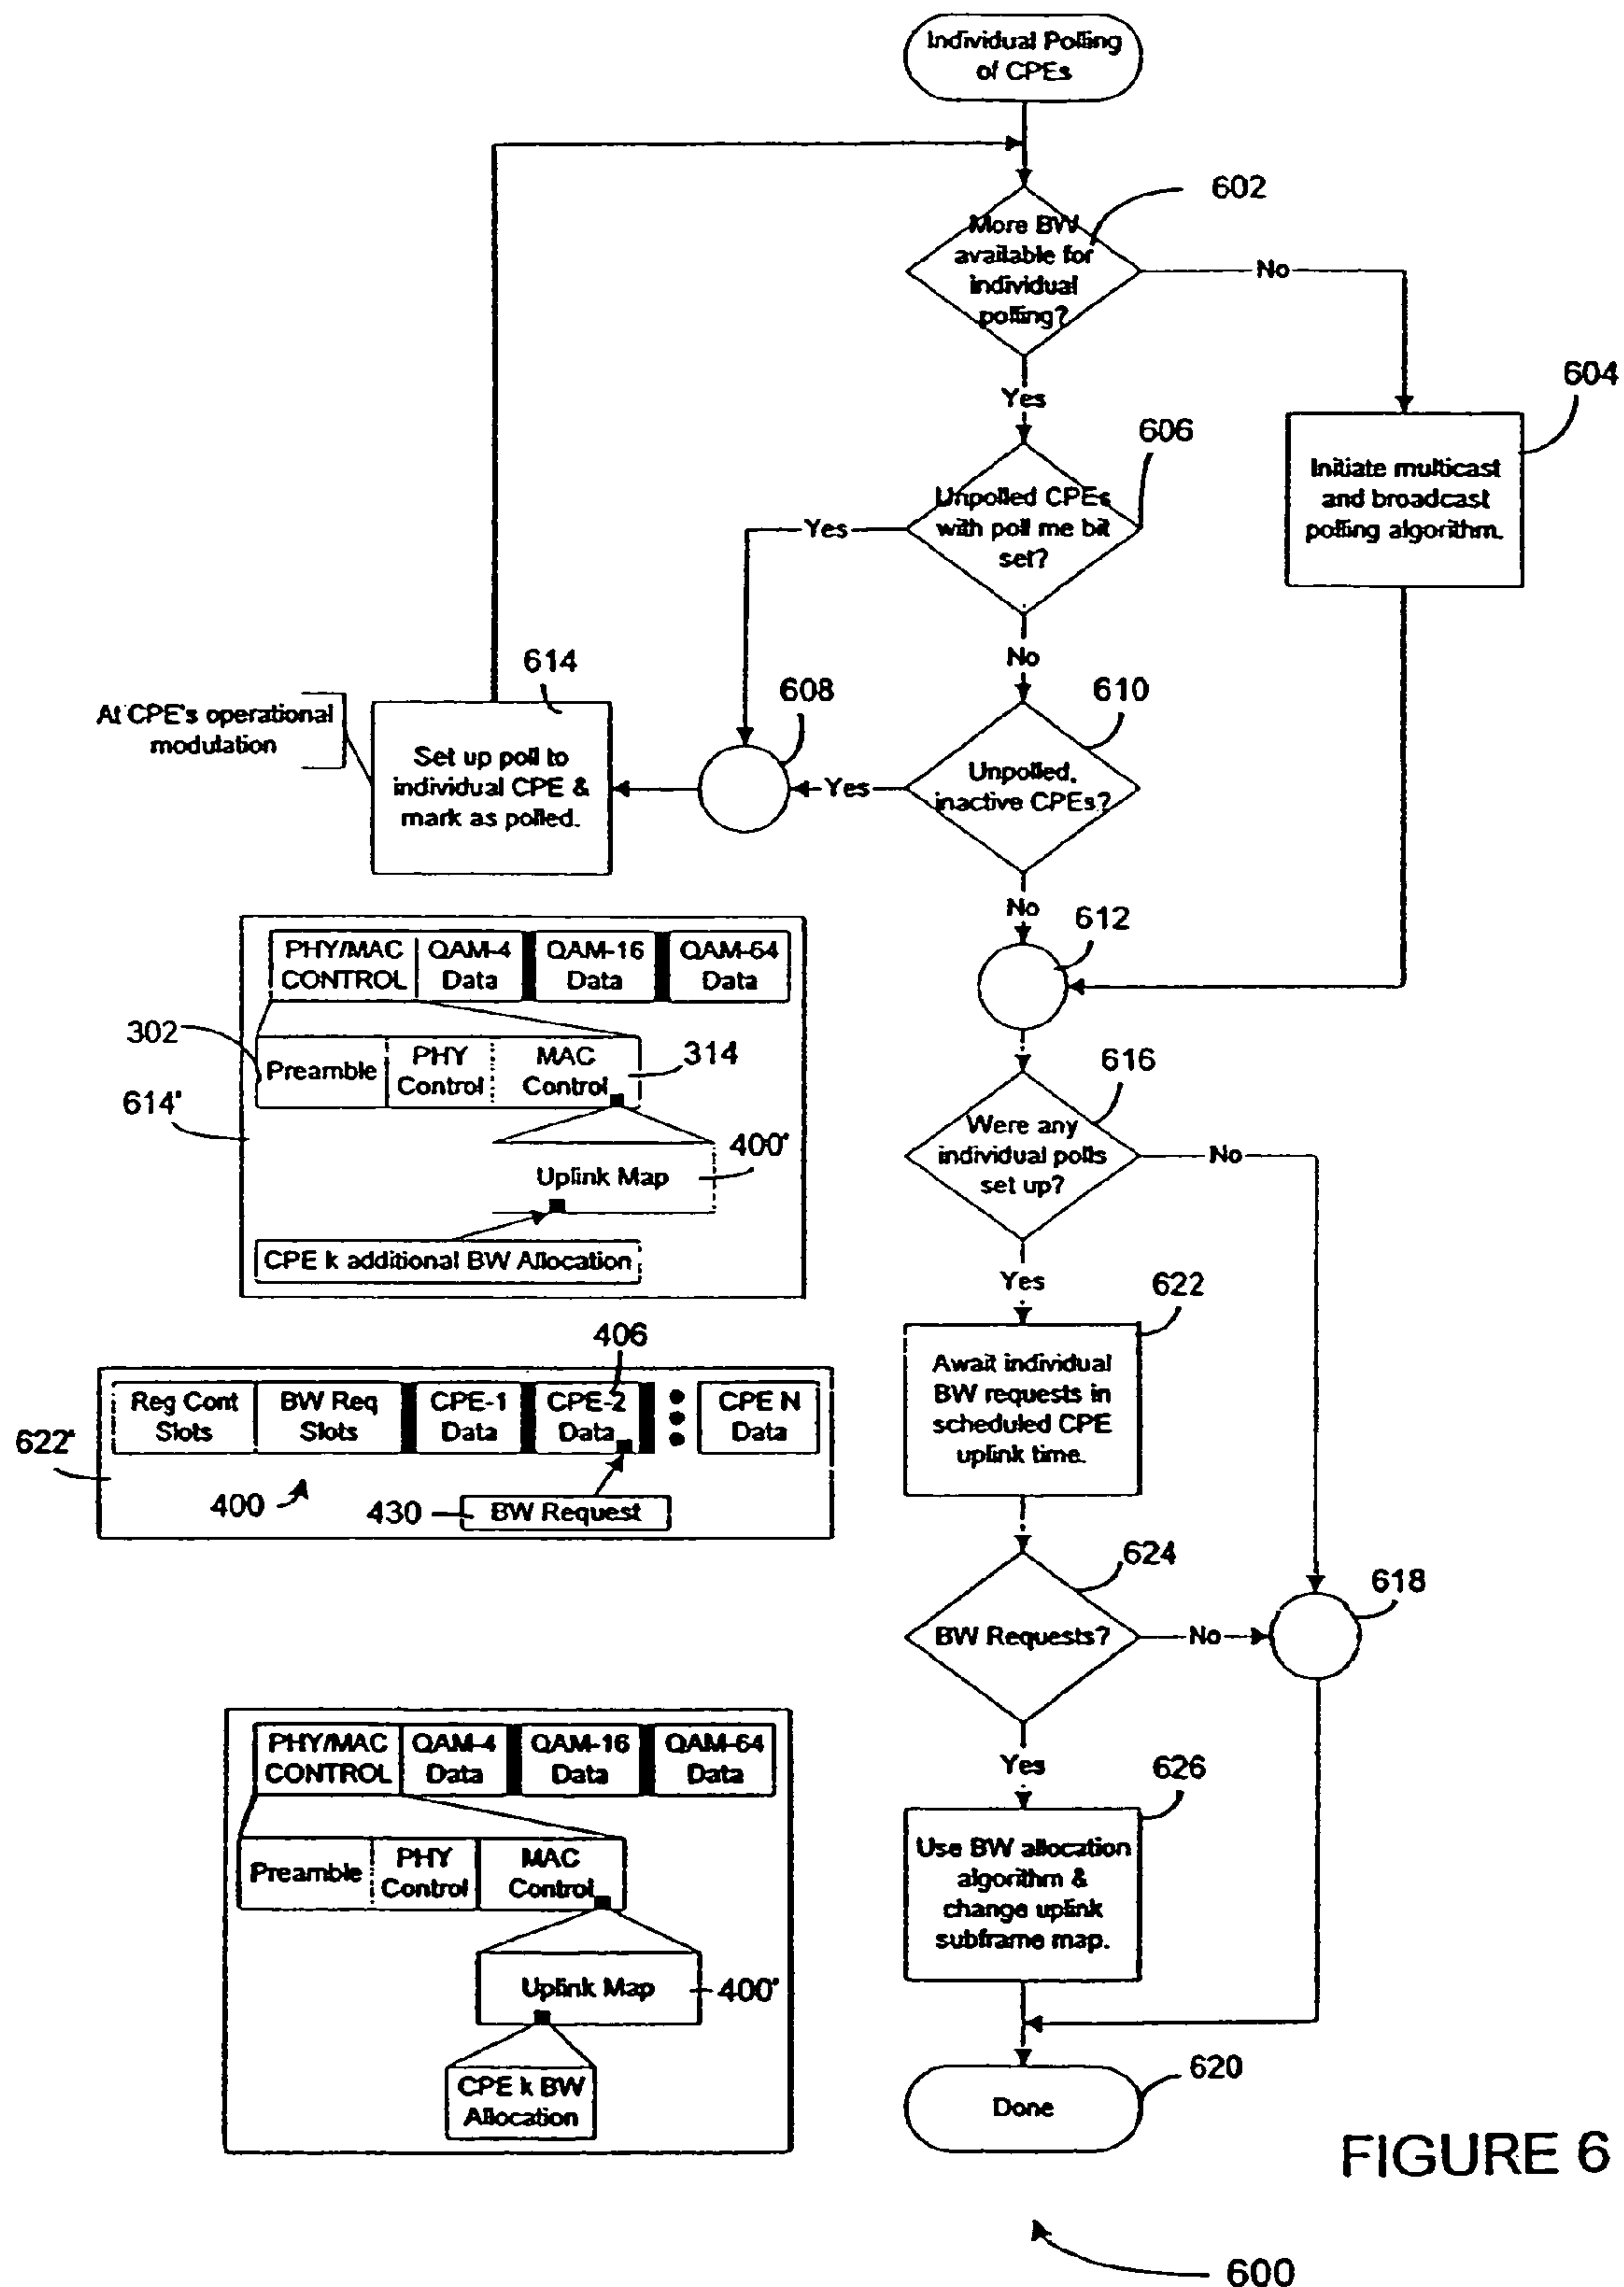 Individual Polling
of CPEs
602
More BW
available for
individual
polling?
No
Yes
604
Initiate multicast
and broadcast
polling algorithm.
606
Unpolled CPEs
with poll me bit
set?
Yes
No
614
At CPE's operational
modulation
Set up poll to
individual CPE &
mark as polled.
608
610
Unpolled,
inactive CPEs?
Yes
No
612
PHY/MAC
CONTROL
QAM-4
Data
QAM-16
Data
QAM-64
Data
302
Preamble
PHY
Control
MAC
Control
314
614'
Uplink Map
400'
CPE k additional BW Allocation
616
Were any
individual polls
set up?
No
Yes
622
Await individual
BW requests in
scheduled CPE
uplink time.
406
Reg Cont
Slots
BW Req
Slots
CPE-1
Data
CPE-2
Data
CPE N
Data
622'
400
430
BW Request
624
BW Requests?
No
618
Yes
626
Use BW allocation
algorithm &
change uplink
subframe map.
PHY/MAC
CONTROL
QAM-4
Data
QAM-16
Data
QAM-64
Data
Preamble
PHY
Control
MAC
Control
Uplink Map
400'
CPE k BW
Allocation
620
Done
FIGURE 6
600